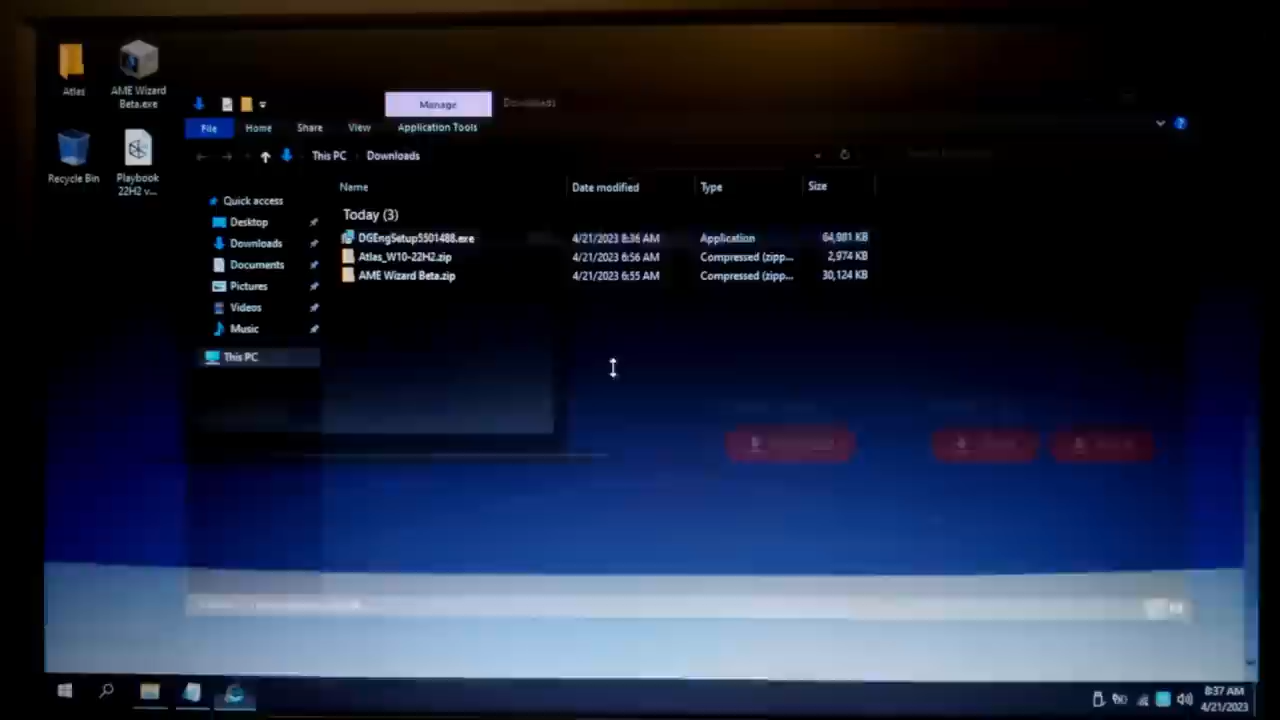 Atlas
AME Wizard
Beta.exe
Recycle Bin
Playbook
22H2 v...
Manage
Downloads
File
Home
Share
View
Application Tools
This PC
Downloads
Name
Date modified
Type
Size
Quick access
Desktop
Downloads
Documents
Pictures
Videos
Music
This PC
Today (3)
DGEngSetup5501488.exe 4/21/2023 8:36 AM Application 64,981 KB
Atlas_W10-22H2.zip 4/21/2023 6:56 AM Compressed (zipp... 2,974 KB
AME Wizard Beta.zip 4/21/2023 6:55 AM Compressed (zipp... 30,124 KB
8:37 AM
4/21/2023